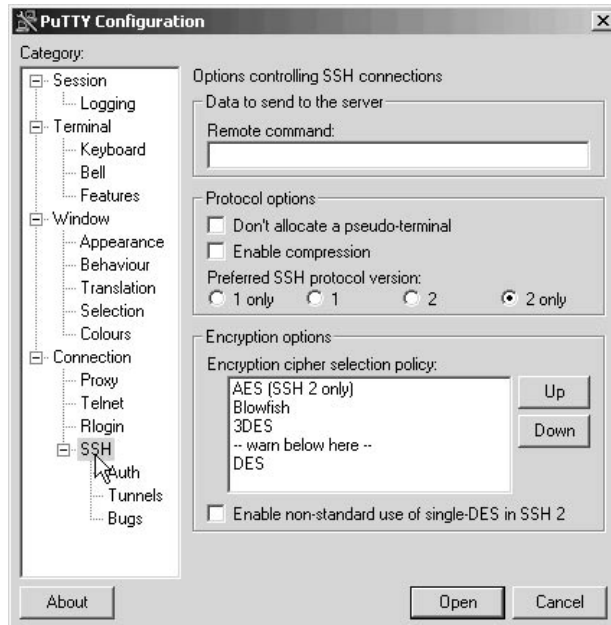 PuTTY Configuration
Category:
Session
Logging
Terminal
Keyboard
Bell
Features
Window
Appearance
Behaviour
Translation
Selection
Colours
Connection
Proxy
Telnet
Rlogin
SSH
Auth
Tunnels
Bugs
Options controlling SSH connections
Data to send to the server
Remote command:
Protocol options
Don't allocate a pseudo-terminal
Enable compression
Preferred SSH protocol version:
1 only 1 2 2 only
Encryption options
Encryption cipher selection policy:
AES (SSH 2 only)
Blowfish
3DES
-- warn below here --
DES
Up
Down
Enable non-standard use of single-DES in SSH 2
About Open Cancel